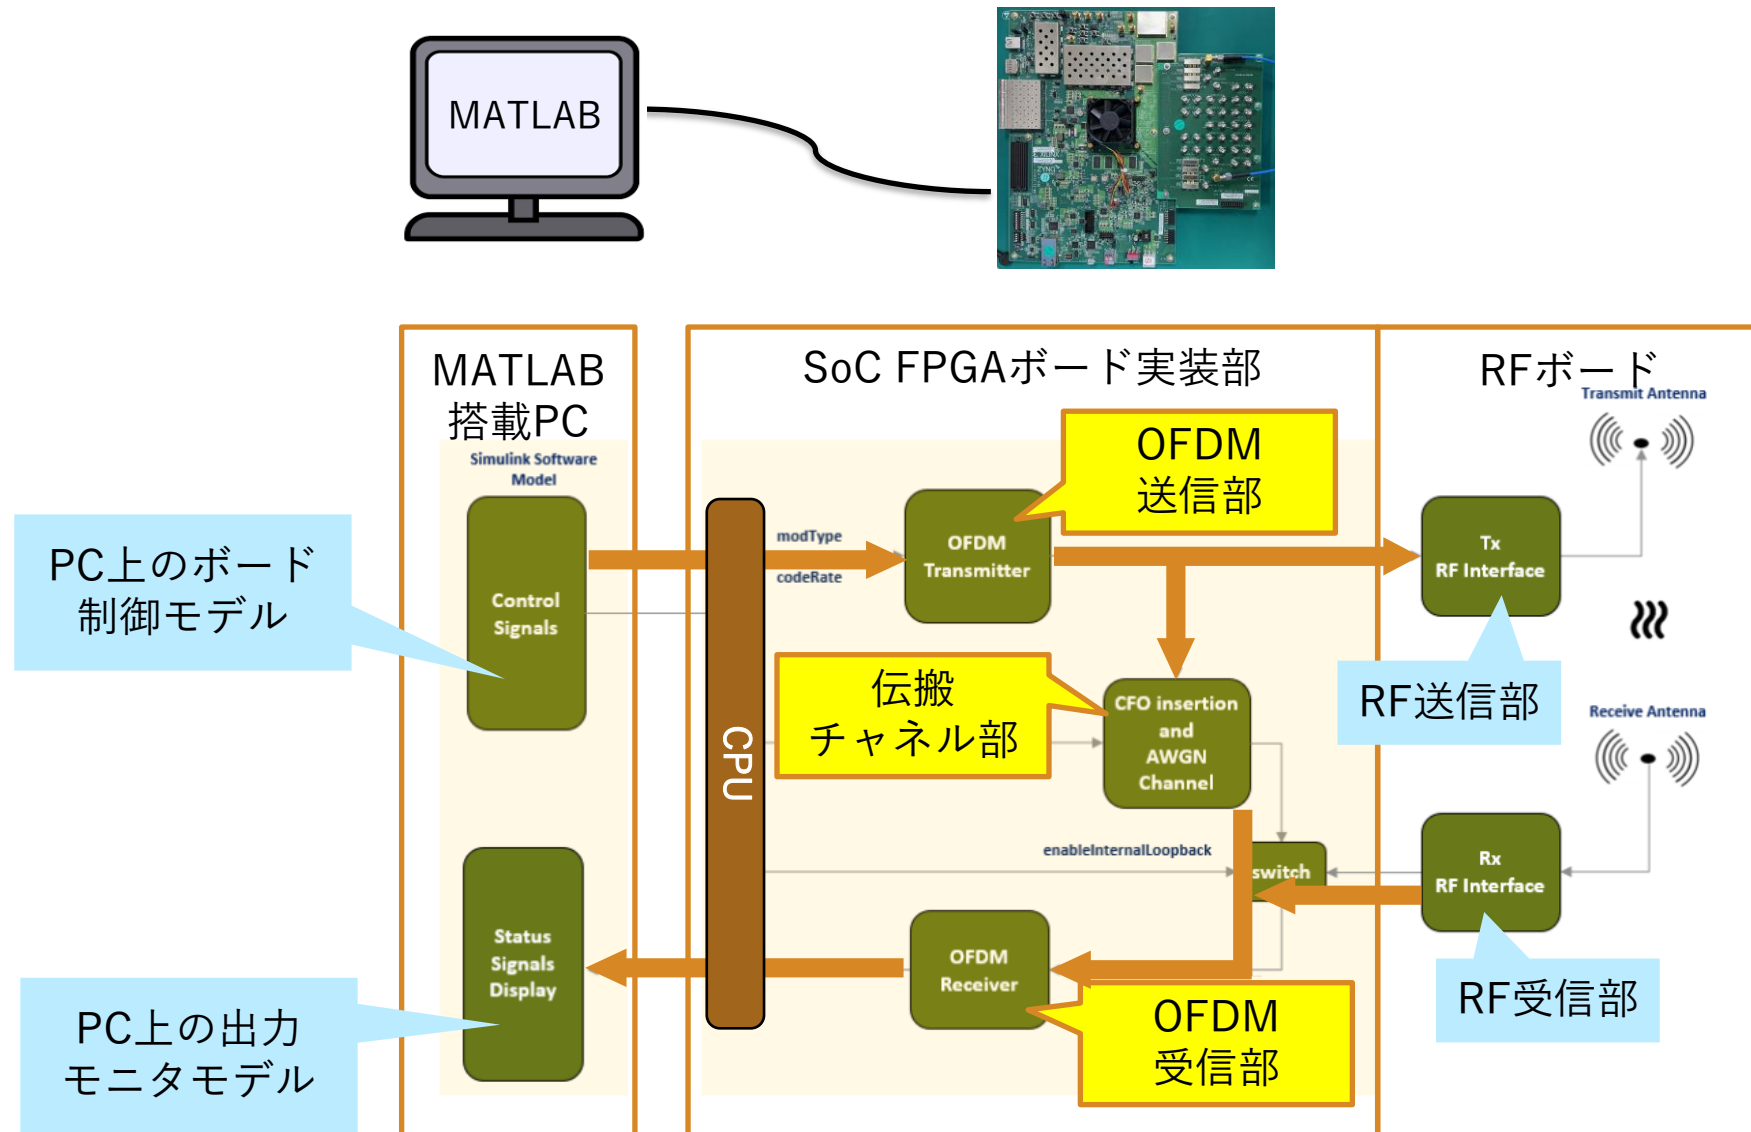 MATLAB
MATLAB
搭載PC
SoC FPGAボード実装部
RFボード
Transmit Antenna
Simulink Software
Model
OFDM
送信部
PC上のボード
制御モデル
Control
Signals
modType
codeRate
OFDM
Transmitter
Tx
RF Interface
RF送信部
伝搬
チャネル部
CFO insertion
and
AWGN
Channel
CPU
Receive Antenna
enableInternalLoopback
switch
Rx
RF Interface
RF受信部
Status
Signals
Display
OFDM
Receiver
OFDM
受信部
PC上の出力
モニタモデル